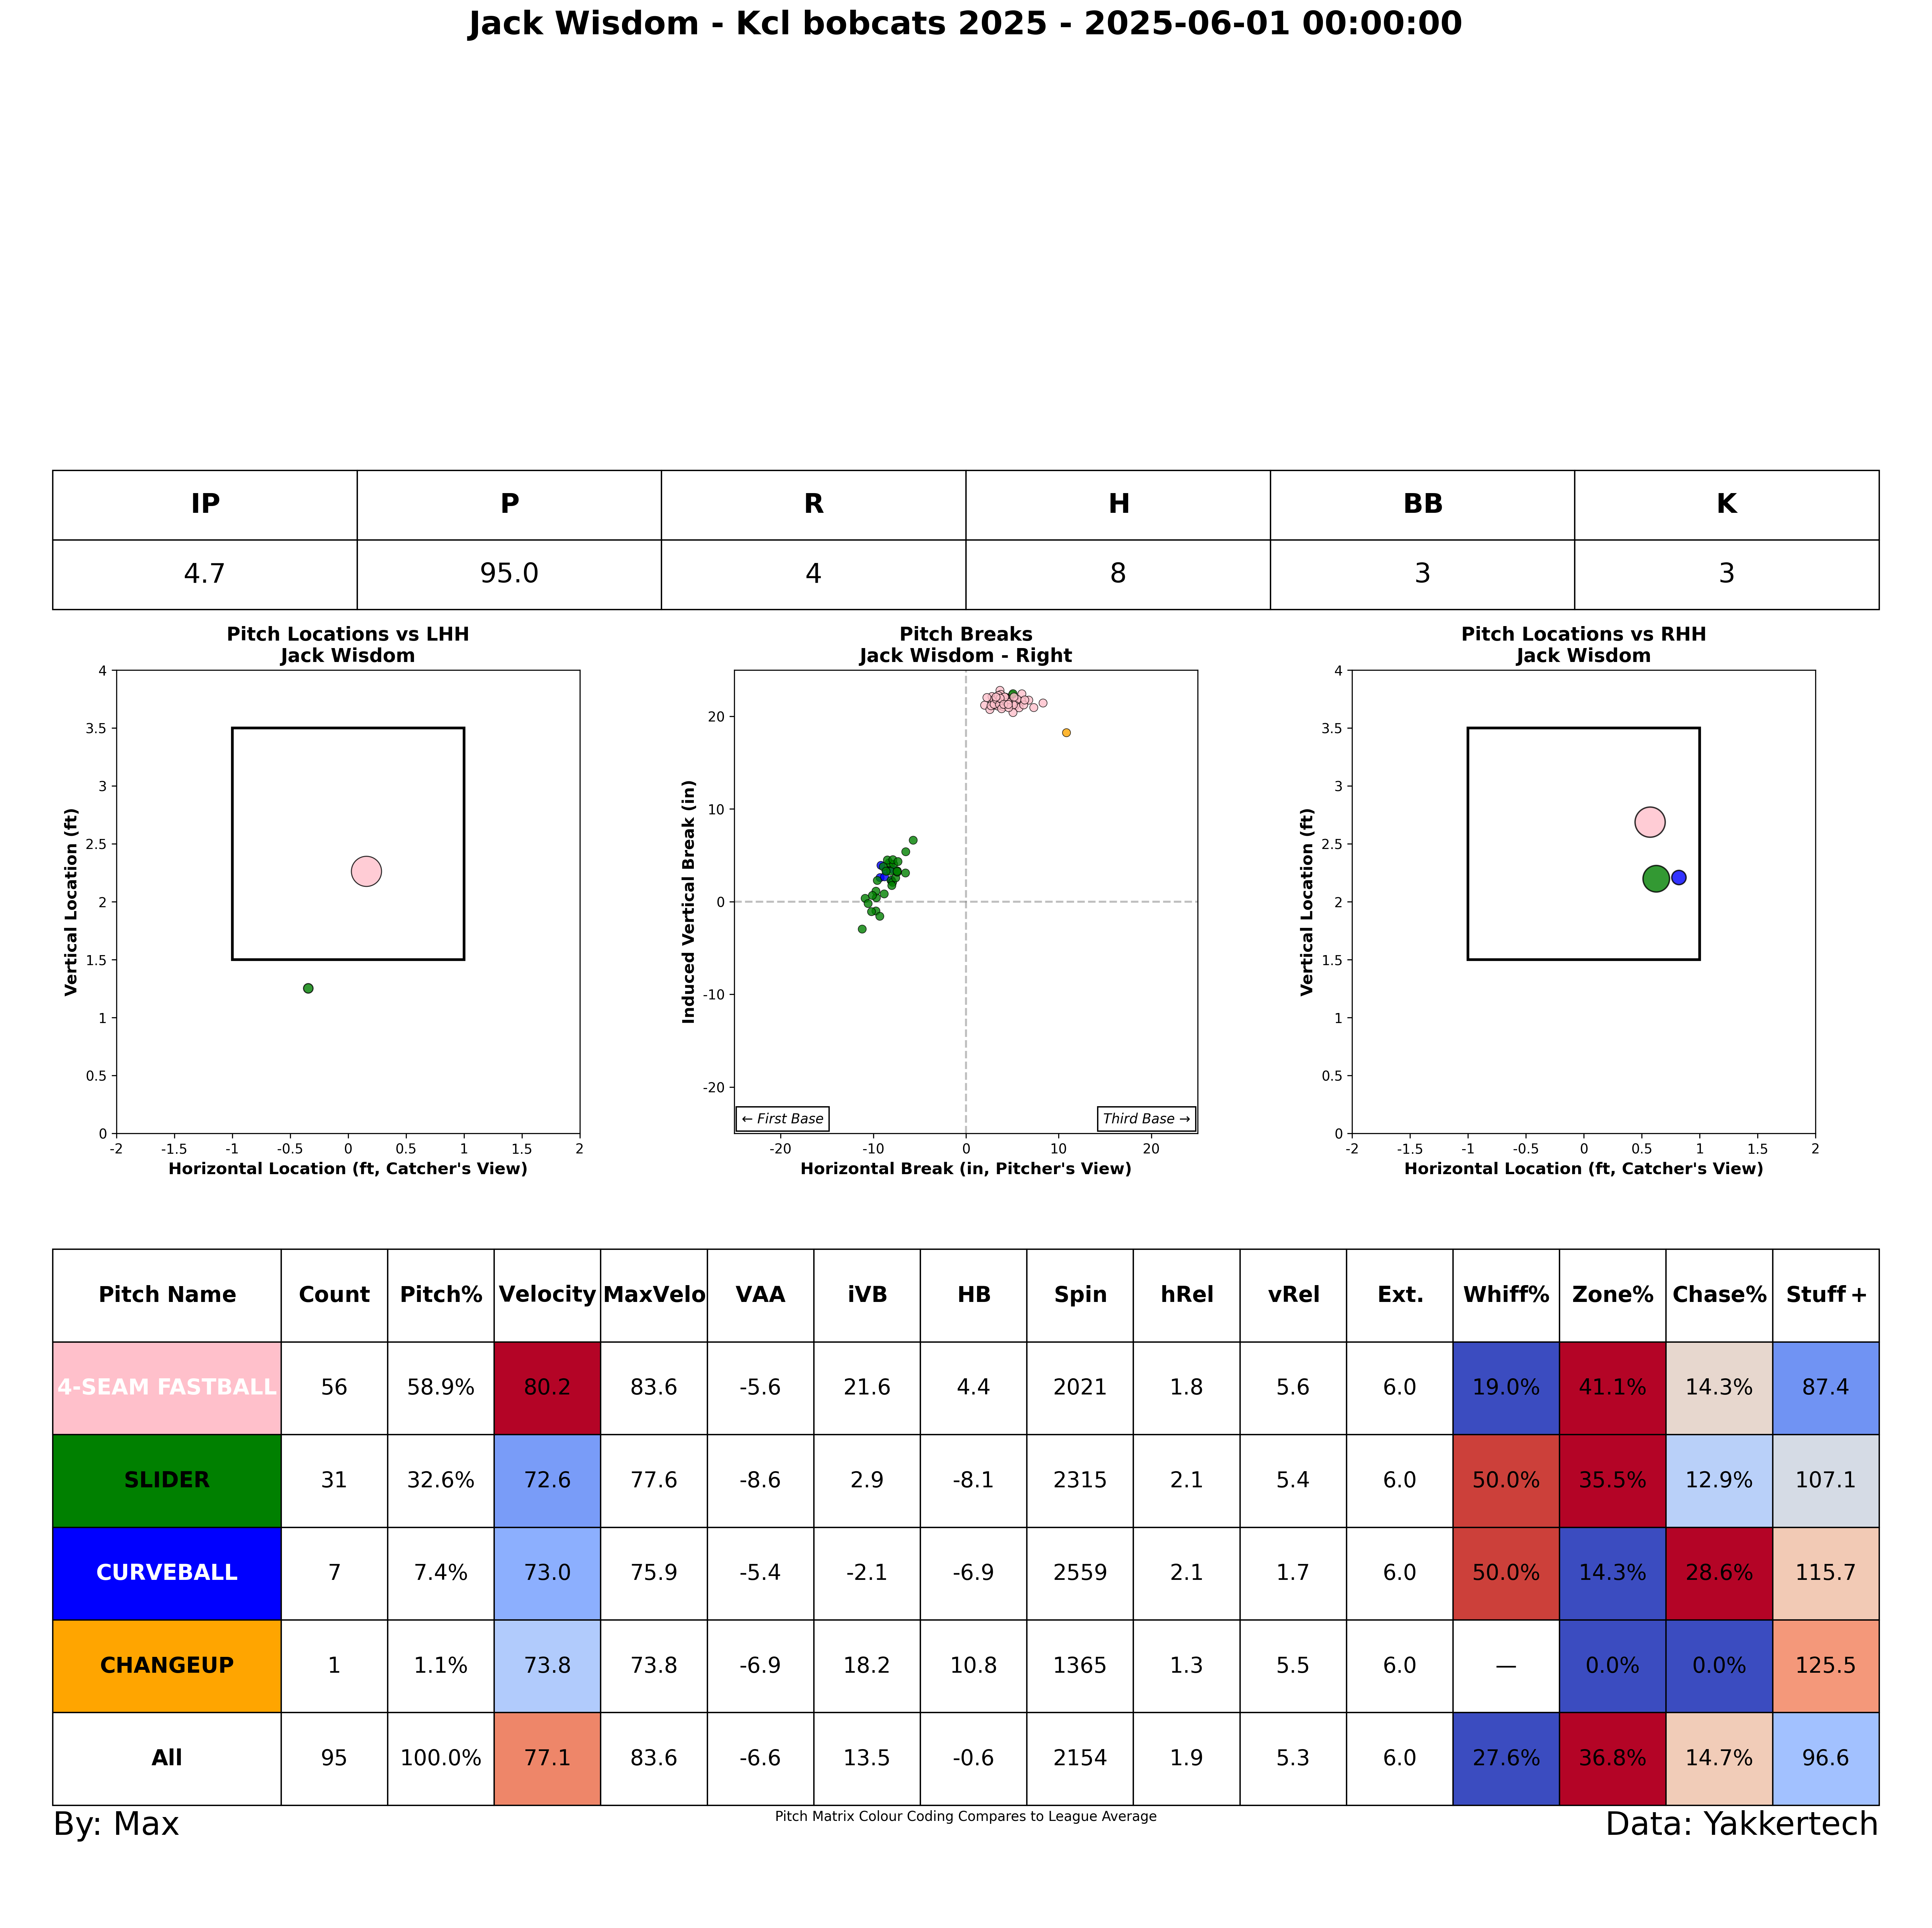 Jack Wisdom - Kcl bobcats 2025 - 2025-06-01 00:00:00
IP P R H BB K
4.7 95.0 4 8 3 3
Pitch Locations vs LHH
Jack Wisdom
4
3.5
3
2.5
2
1.5
1
0.5
0
-2 -1.5 -1 -0.5 0 0.5 1 1.5 2
Vertical Location (ft)
Horizontal Location (ft, Catcher's View)
Pitch Breaks
Jack Wisdom - Right
20
10
0
-10
-20
← First Base Third Base →
-20 -10 0 10 20
Induced Vertical Break (in)
Horizontal Break (in, Pitcher's View)
Pitch Locations vs RHH
Jack Wisdom
4
3.5
3
2.5
2
1.5
1
0.5
0
-2 -1.5 -1 -0.5 0 0.5 1 1.5 2
Vertical Location (ft)
Horizontal Location (ft, Catcher's View)
Pitch Name Count Pitch% Velocity MaxVelo VAA iVB HB Spin hRel vRel Ext. Whiff% Zone% Chase% Stuff+
4-SEAM FASTBALL 56 58.9% 80.2 83.6 -5.6 21.6 4.4 2021 1.8 5.6 6.0 19.0% 41.1% 14.3% 87.4
SLIDER 31 32.6% 72.6 77.6 -8.6 2.9 -8.1 2315 2.1 5.4 6.0 50.0% 35.5% 12.9% 107.1
CURVEBALL 7 7.4% 73.0 75.9 -5.4 -2.1 -6.9 2559 2.1 1.7 6.0 50.0% 14.3% 28.6% 115.7
CHANGEUP 1 1.1% 73.8 73.8 -6.9 18.2 10.8 1365 1.3 5.5 6.0 — 0.0% 0.0% 125.5
All 95 100.0% 77.1 83.6 -6.6 13.5 -0.6 2154 1.9 5.3 6.0 27.6% 36.8% 14.7% 96.6
By: Max
Pitch Matrix Colour Coding Compares to League Average
Data: Yakkertech